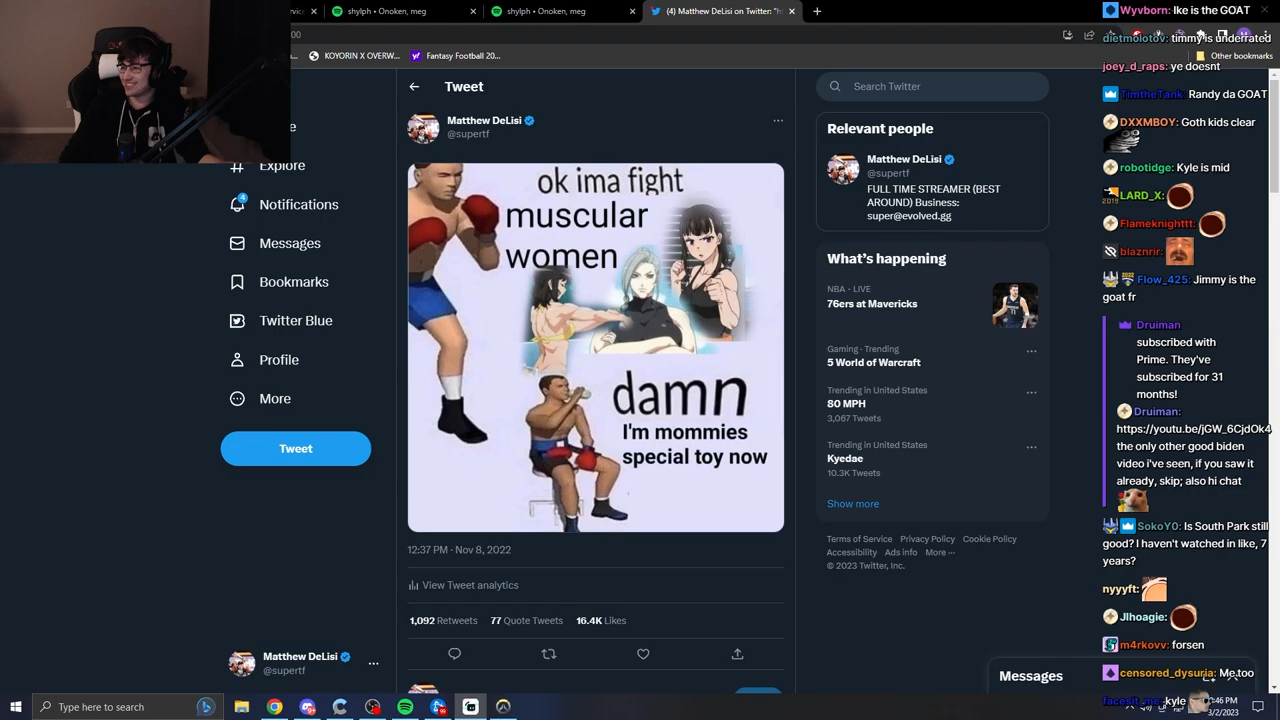 shylph • Onoken, meg
shylph • Onoken, meg
(4) Matthew DeLisi on Twitter: "h
KOYORIN X OVERW...
Fantasy Football 20...
Other bookmarks
Explore
4
Notifications
Messages
Bookmarks
Twitter Blue
Profile
More
Tweet
Matthew DeLisi
@supertf
Tweet
Matthew DeLisi
@supertf
ok ima fight
muscular
women
damn
I'm mommies
special toy now
12:37 PM · Nov 8, 2022
View Tweet analytics
1,092 Retweets 77 Quote Tweets 16.4K Likes
Search Twitter
Relevant people
Matthew DeLisi
@supertf
FULL TIME STREAMER (BEST
AROUND) Business:
super@evolved.gg
What's happening
NBA · LIVE
76ers at Mavericks
Gaming · Trending
5 World of Warcraft
Trending in United States
80 MPH
3,067 Tweets
Trending in United States
Kyedae
10.3K Tweets
Show more
Terms of Service Privacy Policy Cookie Policy
Accessibility Ads info More ···
© 2023 Twitter, Inc.
Messages
Wyvborn: Ike is the GOAT
dietmolotov: timmy is underrated
joey_d_raps: ye doesnt
TimtheTank: Randy da GOAT
DXXMBOY: Goth kids clear
robotidge: Kyle is mid
LARD_X:
Flameknighttt:
blaznrir:
Flow_425: Jimmy is the
goat fr
Druiman
subscribed with
Prime. They've
subscribed for 31
months!
Druiman:
https://youtu.be/jGW_6CjdOk4
the only other good biden
video i've seen, if you saw it
already, skip; also hi chat
SokoY0: Is South Park still
good? I haven't watched in like, 7
years?
nyyyft:
Jlhoagie:
m4rkovv: forsen
censored_dysuria: Me too
facesit_me: kyle
Type here to search
99
:46 PM
3/2/2023